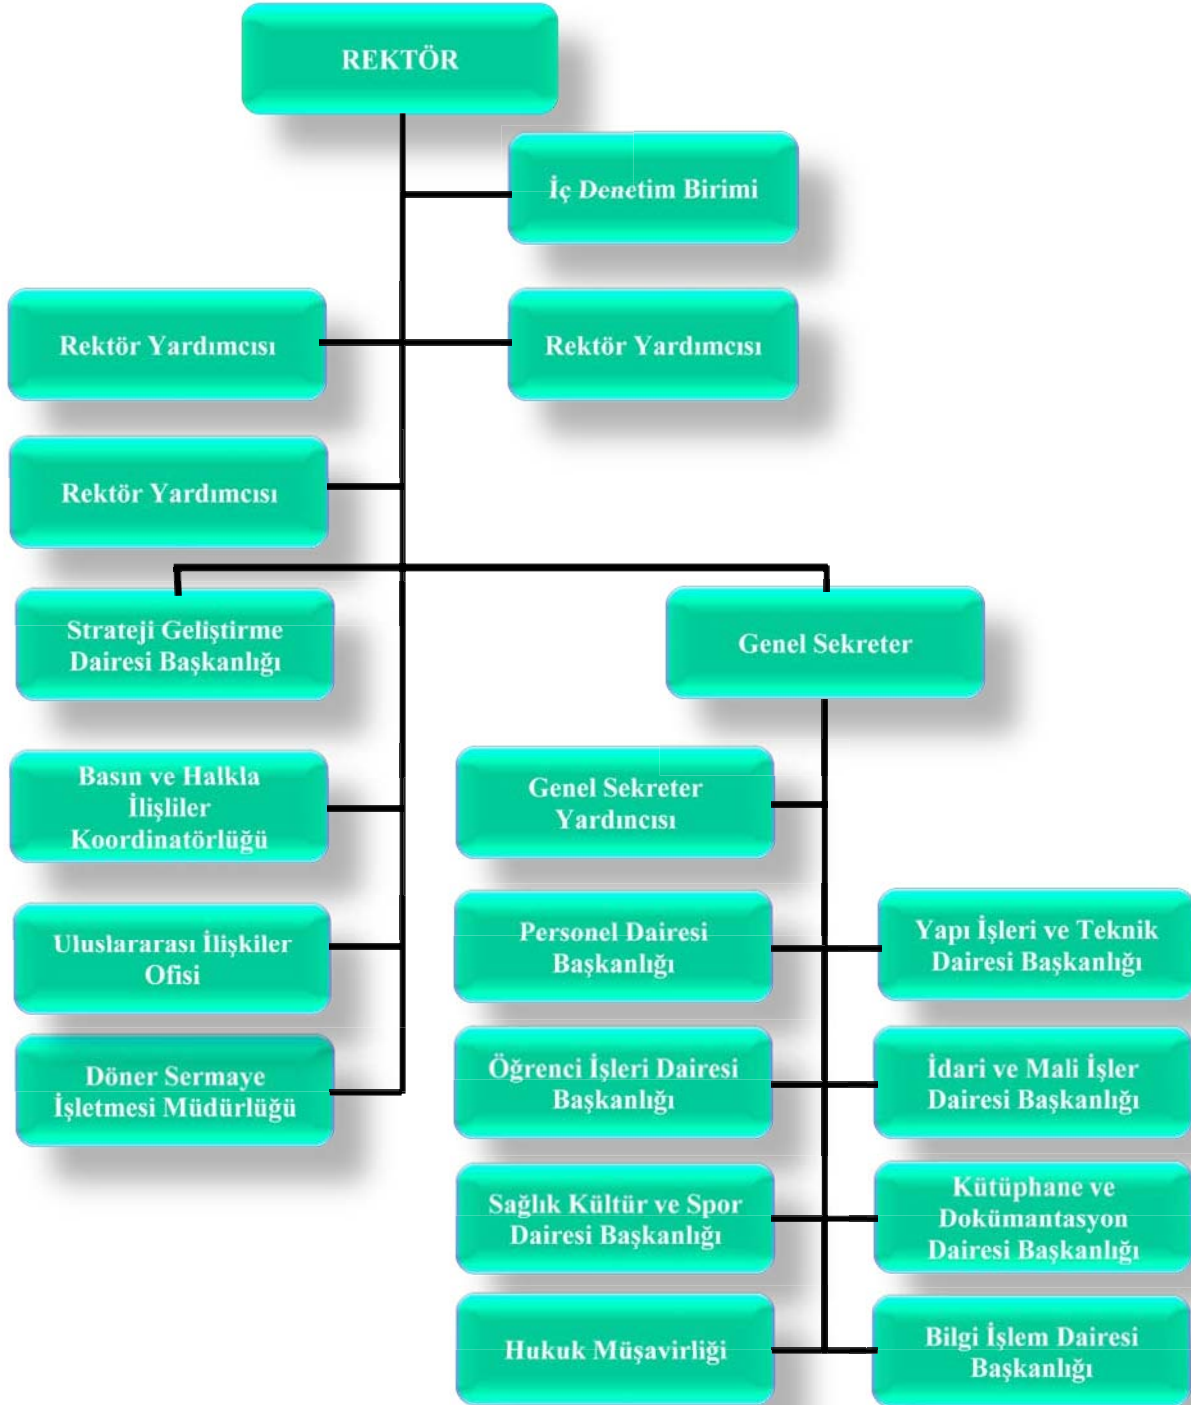 REKTÖR
İç Denetim Birimi
Rektör Yardımcısı
Rektör Yardımcısı
Rektör Yardımcısı
Strateji Geliştirme
Dairesi Başkanlığı
Genel Sekreter
Basın ve Halkla
İlişliler
Koordinatörlüğü
Genel Sekreter
Yardıncısı
Uluslararası İlişkiler
Ofisi
Personel Dairesi
Başkanlığı
Yapı İşleri ve Teknik
Dairesi Başkanlığı
Döner Sermaye
İşletmesi Müdürlüğü
Öğrenci İşleri Dairesi
Başkanlığı
İdari ve Mali İşler
Dairesi Başkanlığı
Sağlık Kültür ve Spor
Dairesi Başkanlığı
Kütüphane ve
Dokümantasyon
Dairesi Başkanlığı
Hukuk Müşavirliği
Bilgi İşlem Dairesi
Başkanlığı